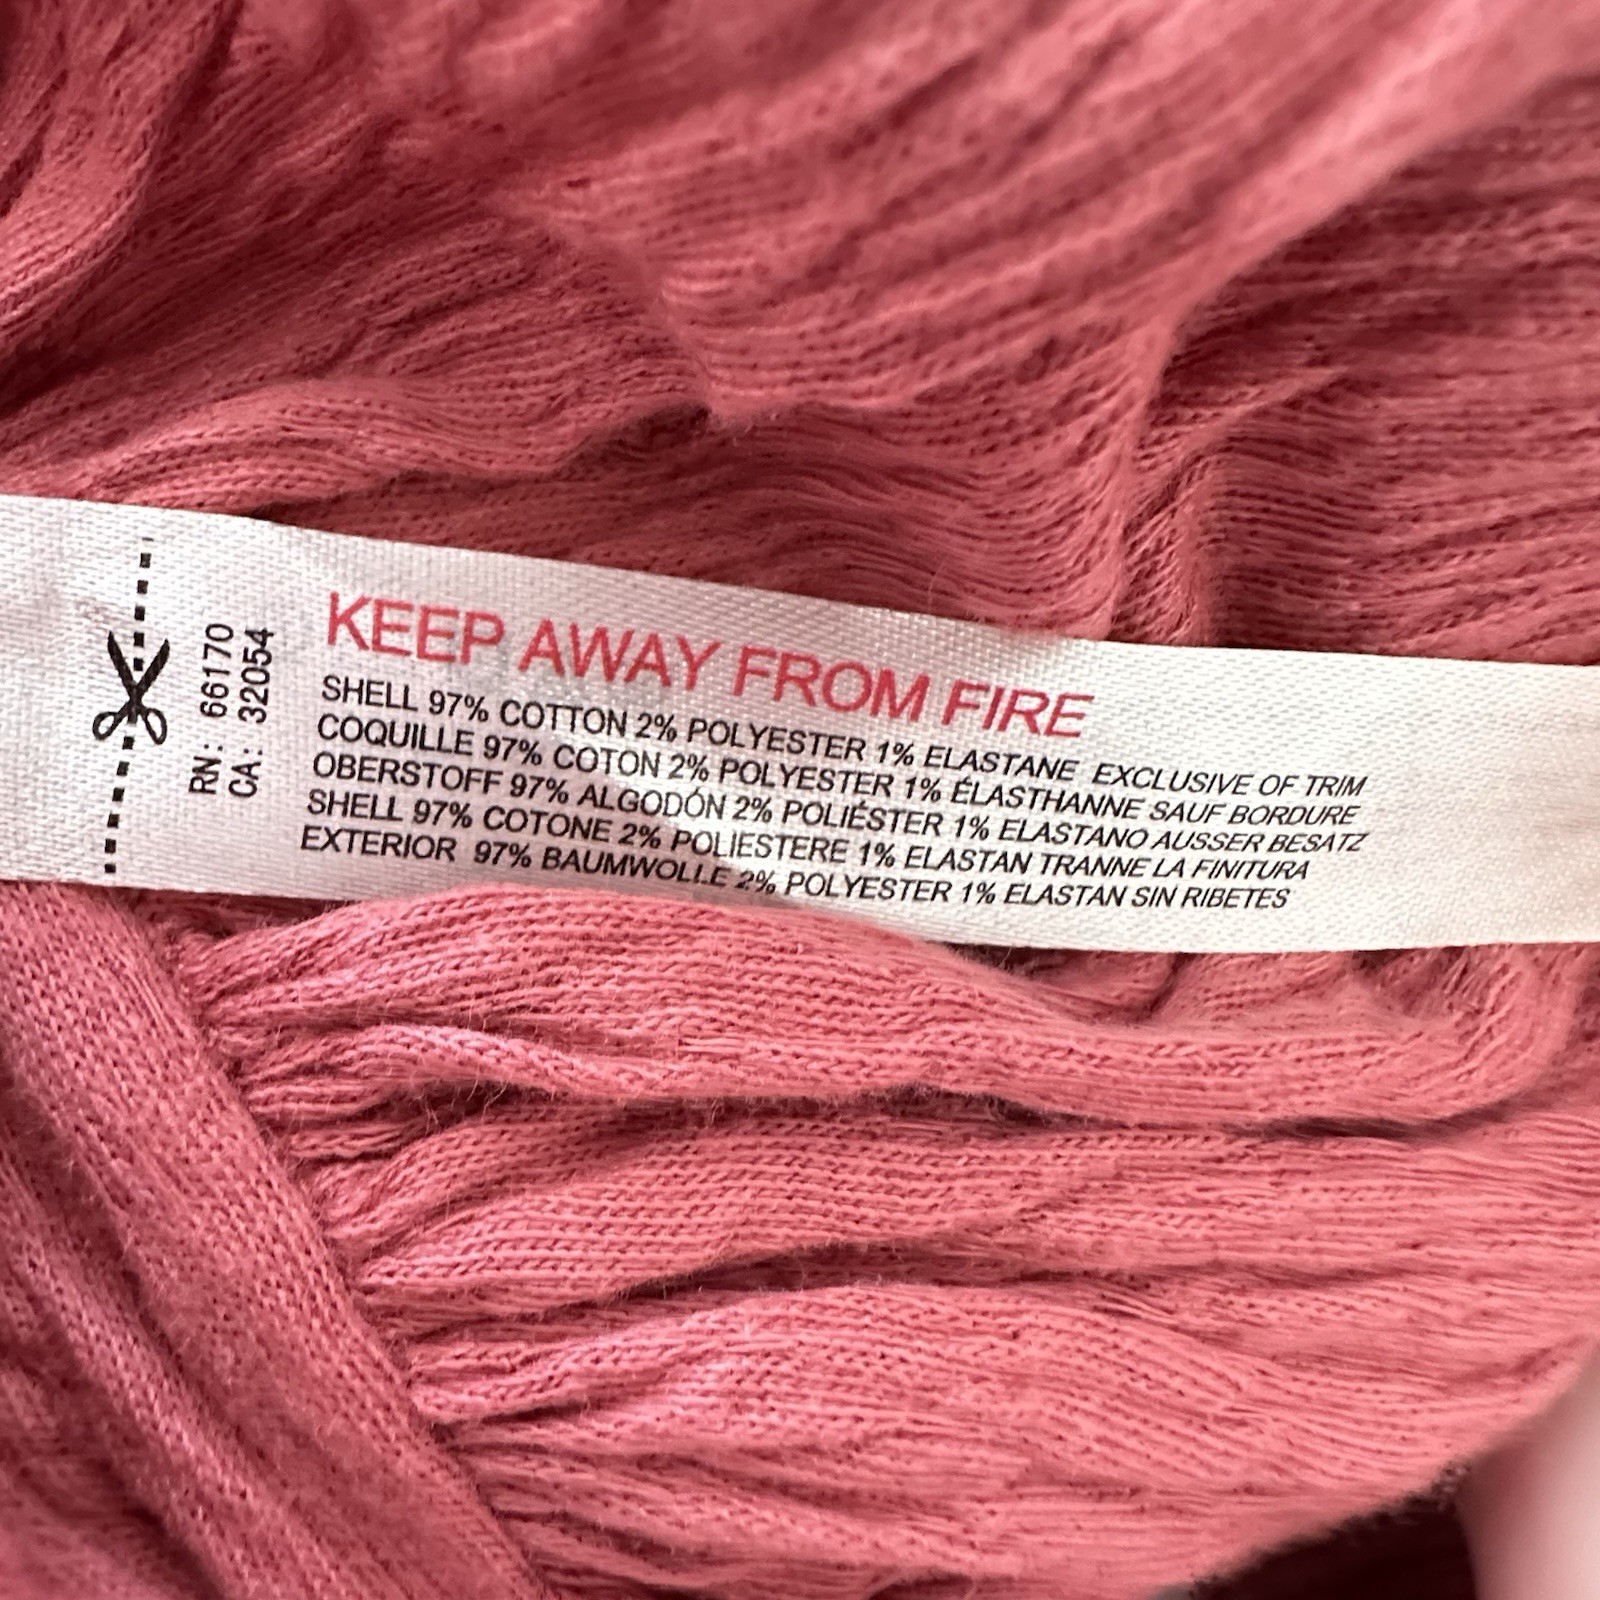 RN: 66170
CA: 32054
KEEP AWAY FROM FIRE
SHELL 97% COTTON 2% POLYESTER 1% ELASTANE EXCLUSIVE OF TRIM
COQUILLE 97% COTON 2% POLYESTER 1% ÉLASTHANNE SAUF BORDURE
OBERSTOFF 97% ALGODÓN 2% POLIÉSTER 1% ELASTANO AUSSER BESATZ
SHELL 97% COTONE 2% POLIESTERE 1% ELASTAN TRANNE LA FINITURA
EXTERIOR 97% BAUMWOLLE 2% POLYESTER 1% ELASTAN SIN RIBETES